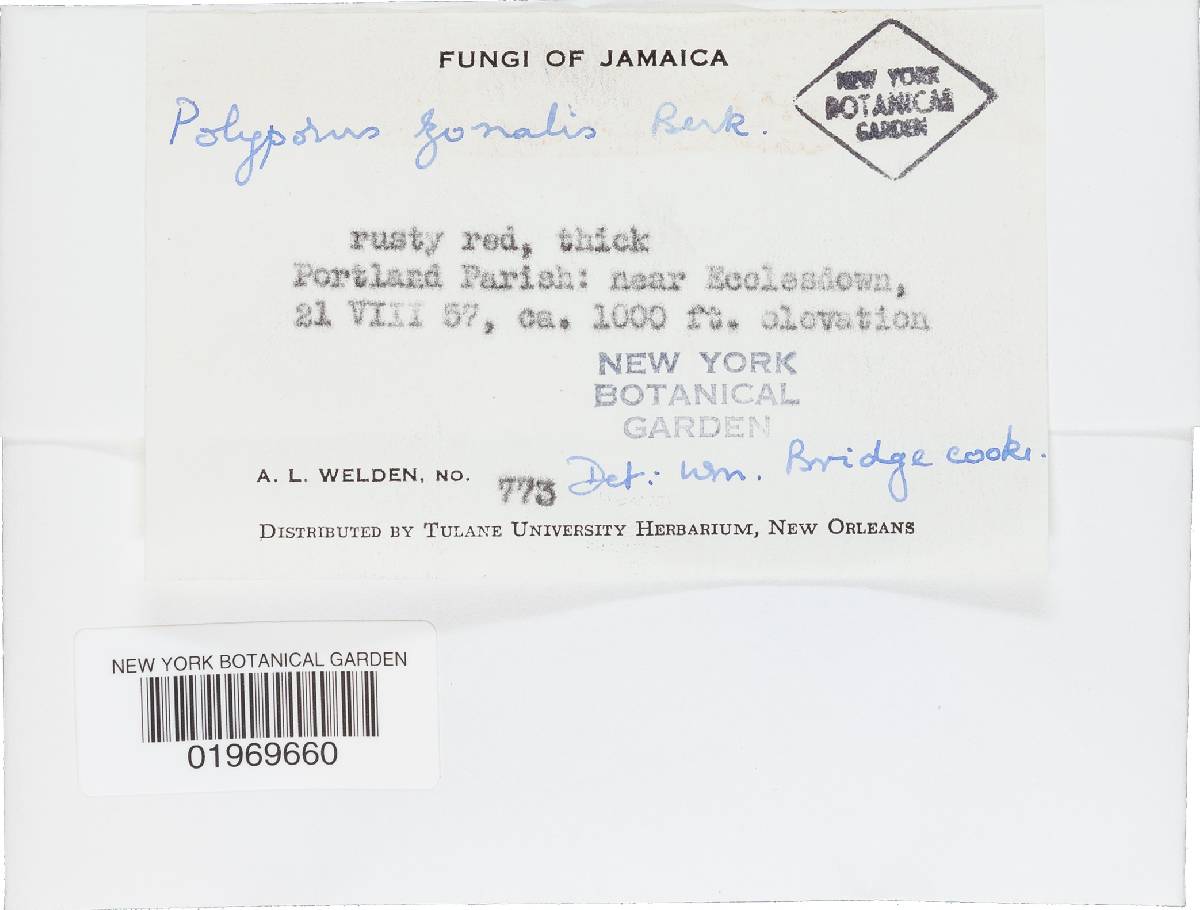 FUNGI OF JAMAICA
NEW YORK
BOTANICAL
GARDEN
Polyporus zonalis Berk.
rusty red, thick
Portland Parish: near Ecclesdown,
21 VIII 57, ca. 1000 ft. elevation
NEW YORK
BOTANICAL
GARDEN
A. L. WELDEN, NO. 773 Det: Wm. Bridge cooke.
DISTRIBUTED BY TULANE UNIVERSITY HERBARIUM, NEW ORLEANS
NEW YORK BOTANICAL GARDEN
01969660